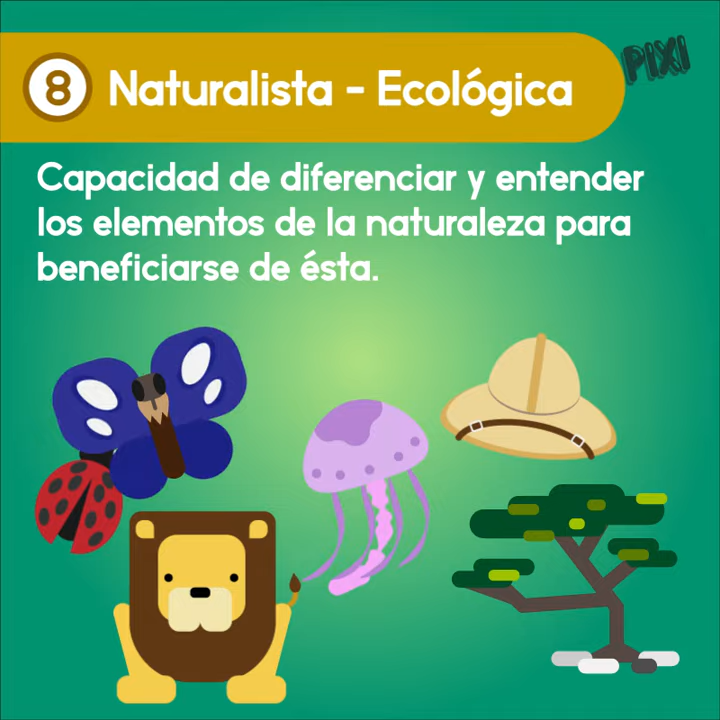 8 Naturalista - Ecológica
PIXI
Capacidad de diferenciar y entender
los elementos de la naturaleza para
beneficiarse de ésta.